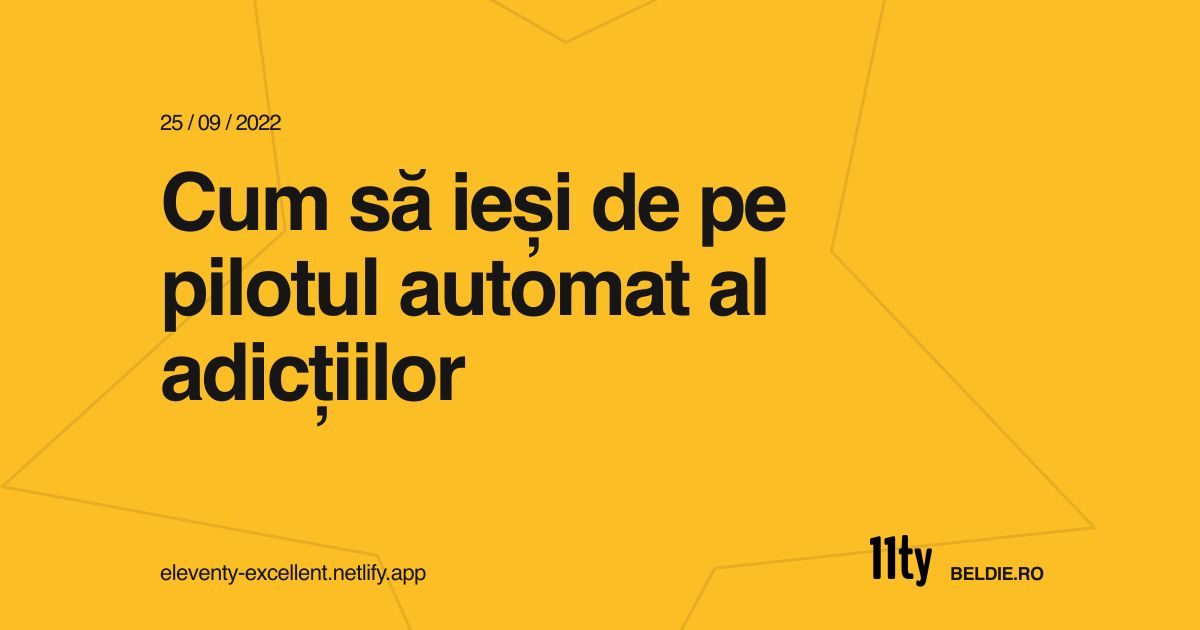 25 / 09 / 2022
Cum să ieși de pe
pilotul automat al
adicțiilor
eleventy-excellent.netlify.app
11ty
BELDIE.RO